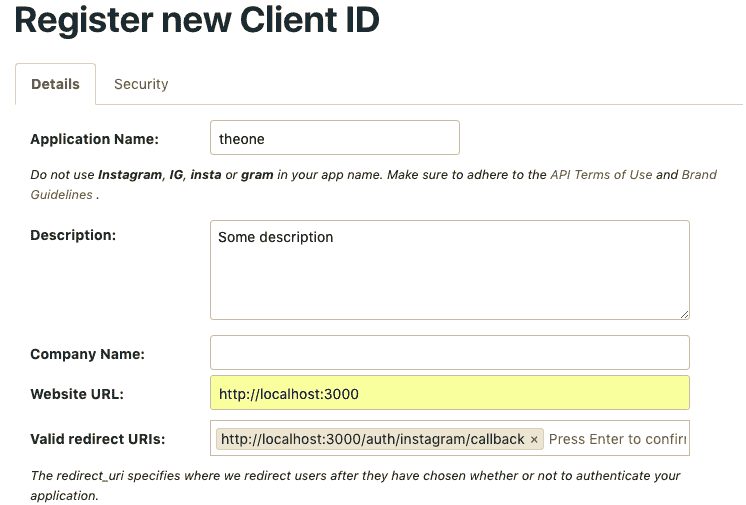 Register new Client ID
Details Security
Application Name: theone
Do not use Instagram, IG, insta or gram in your app name. Make sure to adhere to the API Terms of Use and Brand
Guidelines .
Description: Some description
Company Name:
Website URL: http://localhost:3000
Valid redirect URIs: http://localhost:3000/auth/instagram/callback × Press Enter to confir
The redirect_uri specifies where we redirect users after they have chosen whether or not to authenticate your
application.